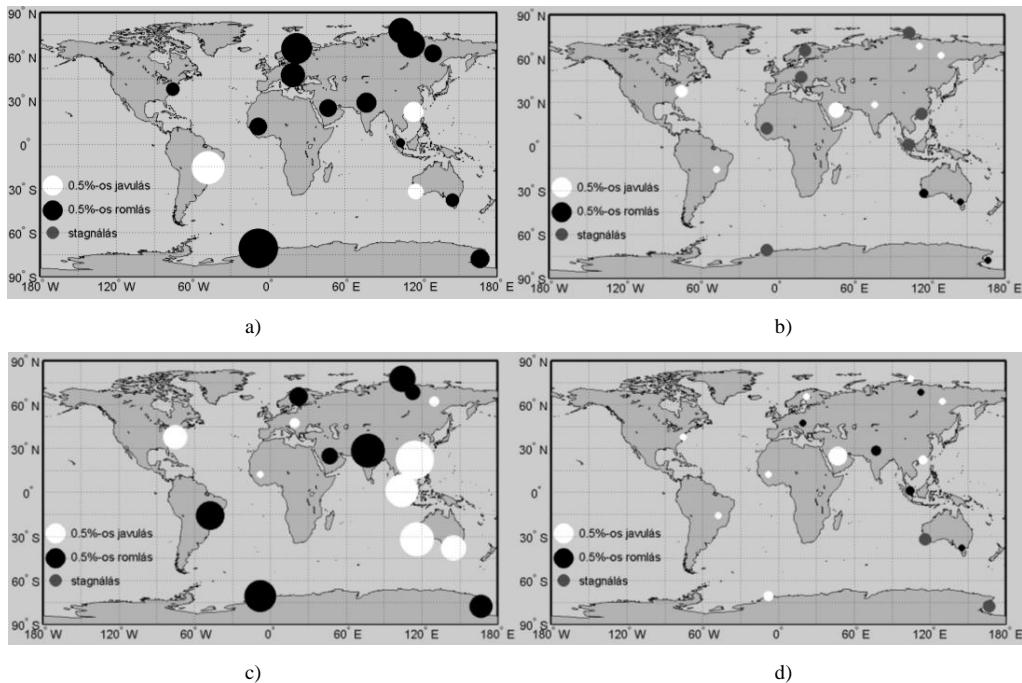 90° N
60° N
30° N
0°
30° S
60° S
90° S
0.5%-os javulás
0.5%-os romlás
stagnálás
180° W
120° W
60° W
0°
60° E
120° E
180° E
a)
90° N
60° N
30° N
0°
30° S
60° S
90° S
0.5%-os javulás
0.5%-os romlás
stagnálás
180° W
120° W
60° W
0°
60° E
120° E
180° E
b)
90° N
60° N
30° N
0°
30° S
60° S
90° S
0.5%-os javulás
0.5%-os romlás
stagnálás
180° W
120° W
60° W
0°
60° E
120° E
180° E
c)
90° N
60° N
30° N
0°
30° S
60° S
90° S
0.5%-os javulás
0.5%-os romlás
stagnálás
180° W
120° W
60° W
0°
60° E
120° E
180° E
d)